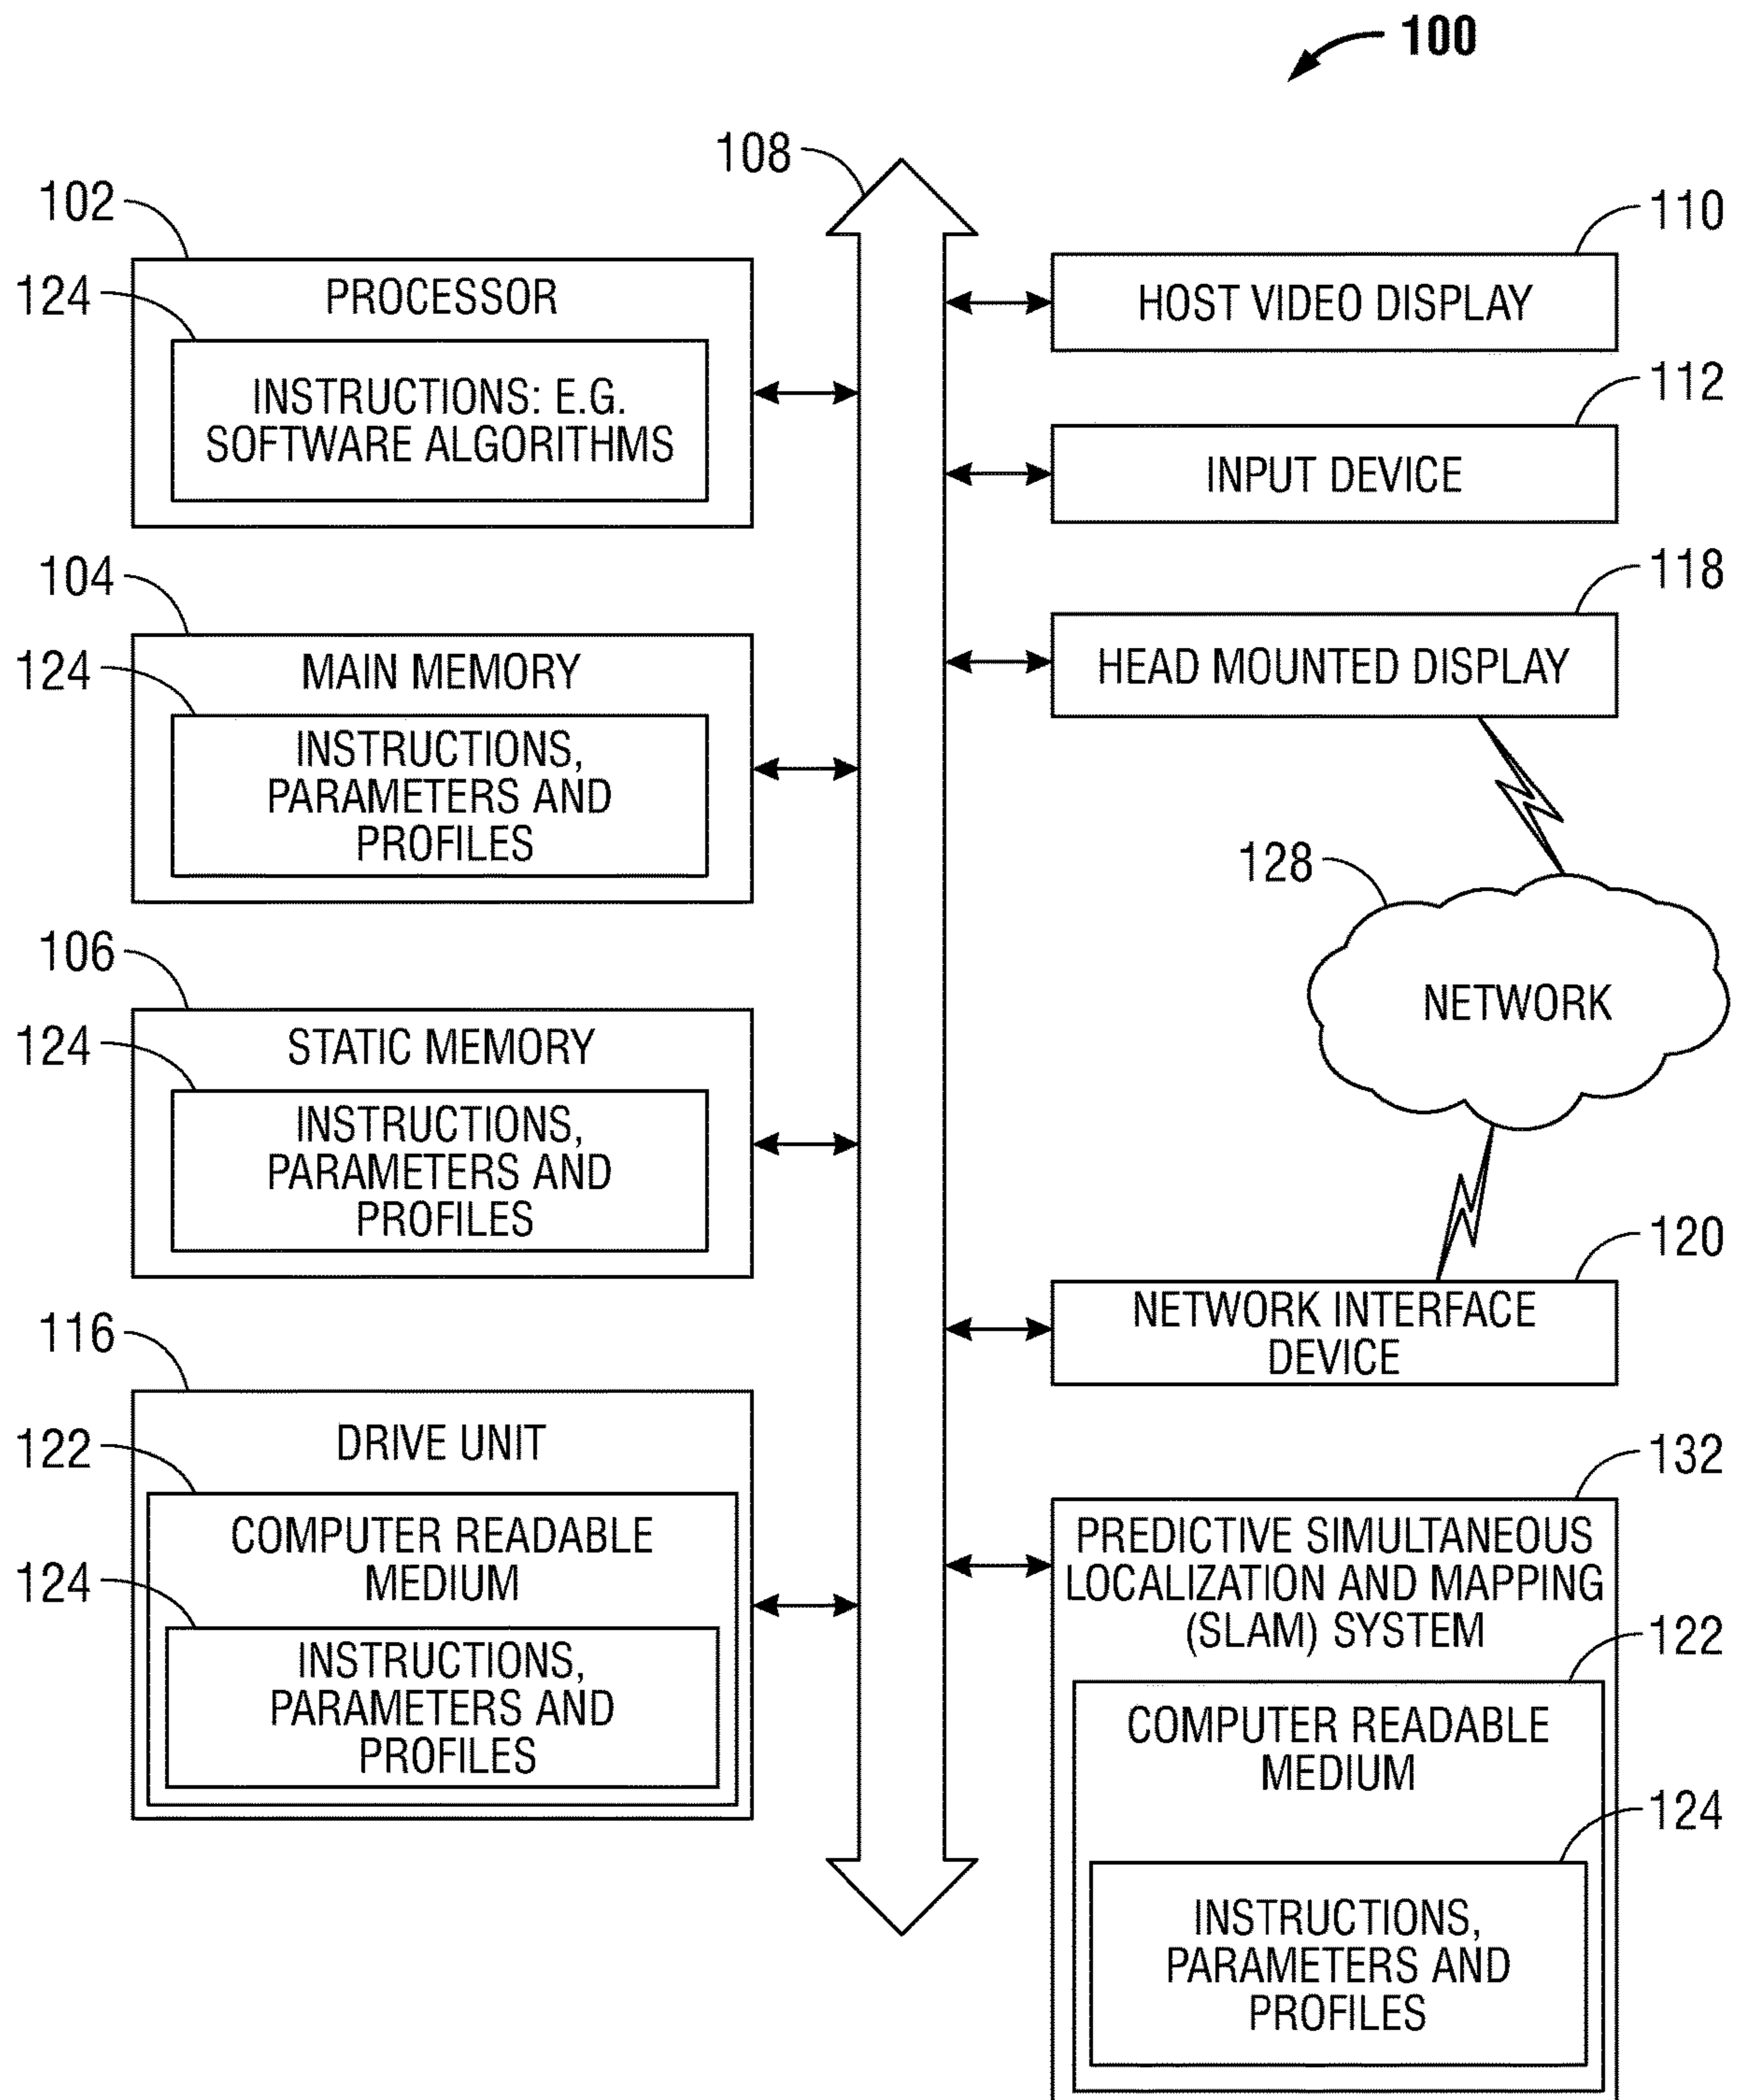 100
108
102
124
PROCESSOR
INSTRUCTIONS: E.G.
SOFTWARE ALGORITHMS
104
124
MAIN MEMORY
INSTRUCTIONS,
PARAMETERS AND
PROFILES
106
124
STATIC MEMORY
INSTRUCTIONS,
PARAMETERS AND
PROFILES
116
DRIVE UNIT
122
COMPUTER READABLE
MEDIUM
124
INSTRUCTIONS,
PARAMETERS AND
PROFILES
110
HOST VIDEO DISPLAY
112
INPUT DEVICE
118
HEAD MOUNTED DISPLAY
128
NETWORK
120
NETWORK INTERFACE
DEVICE
132
PREDICTIVE SIMULTANEOUS
LOCALIZATION AND MAPPING
(SLAM) SYSTEM
122
COMPUTER READABLE
MEDIUM
124
INSTRUCTIONS,
PARAMETERS AND
PROFILES